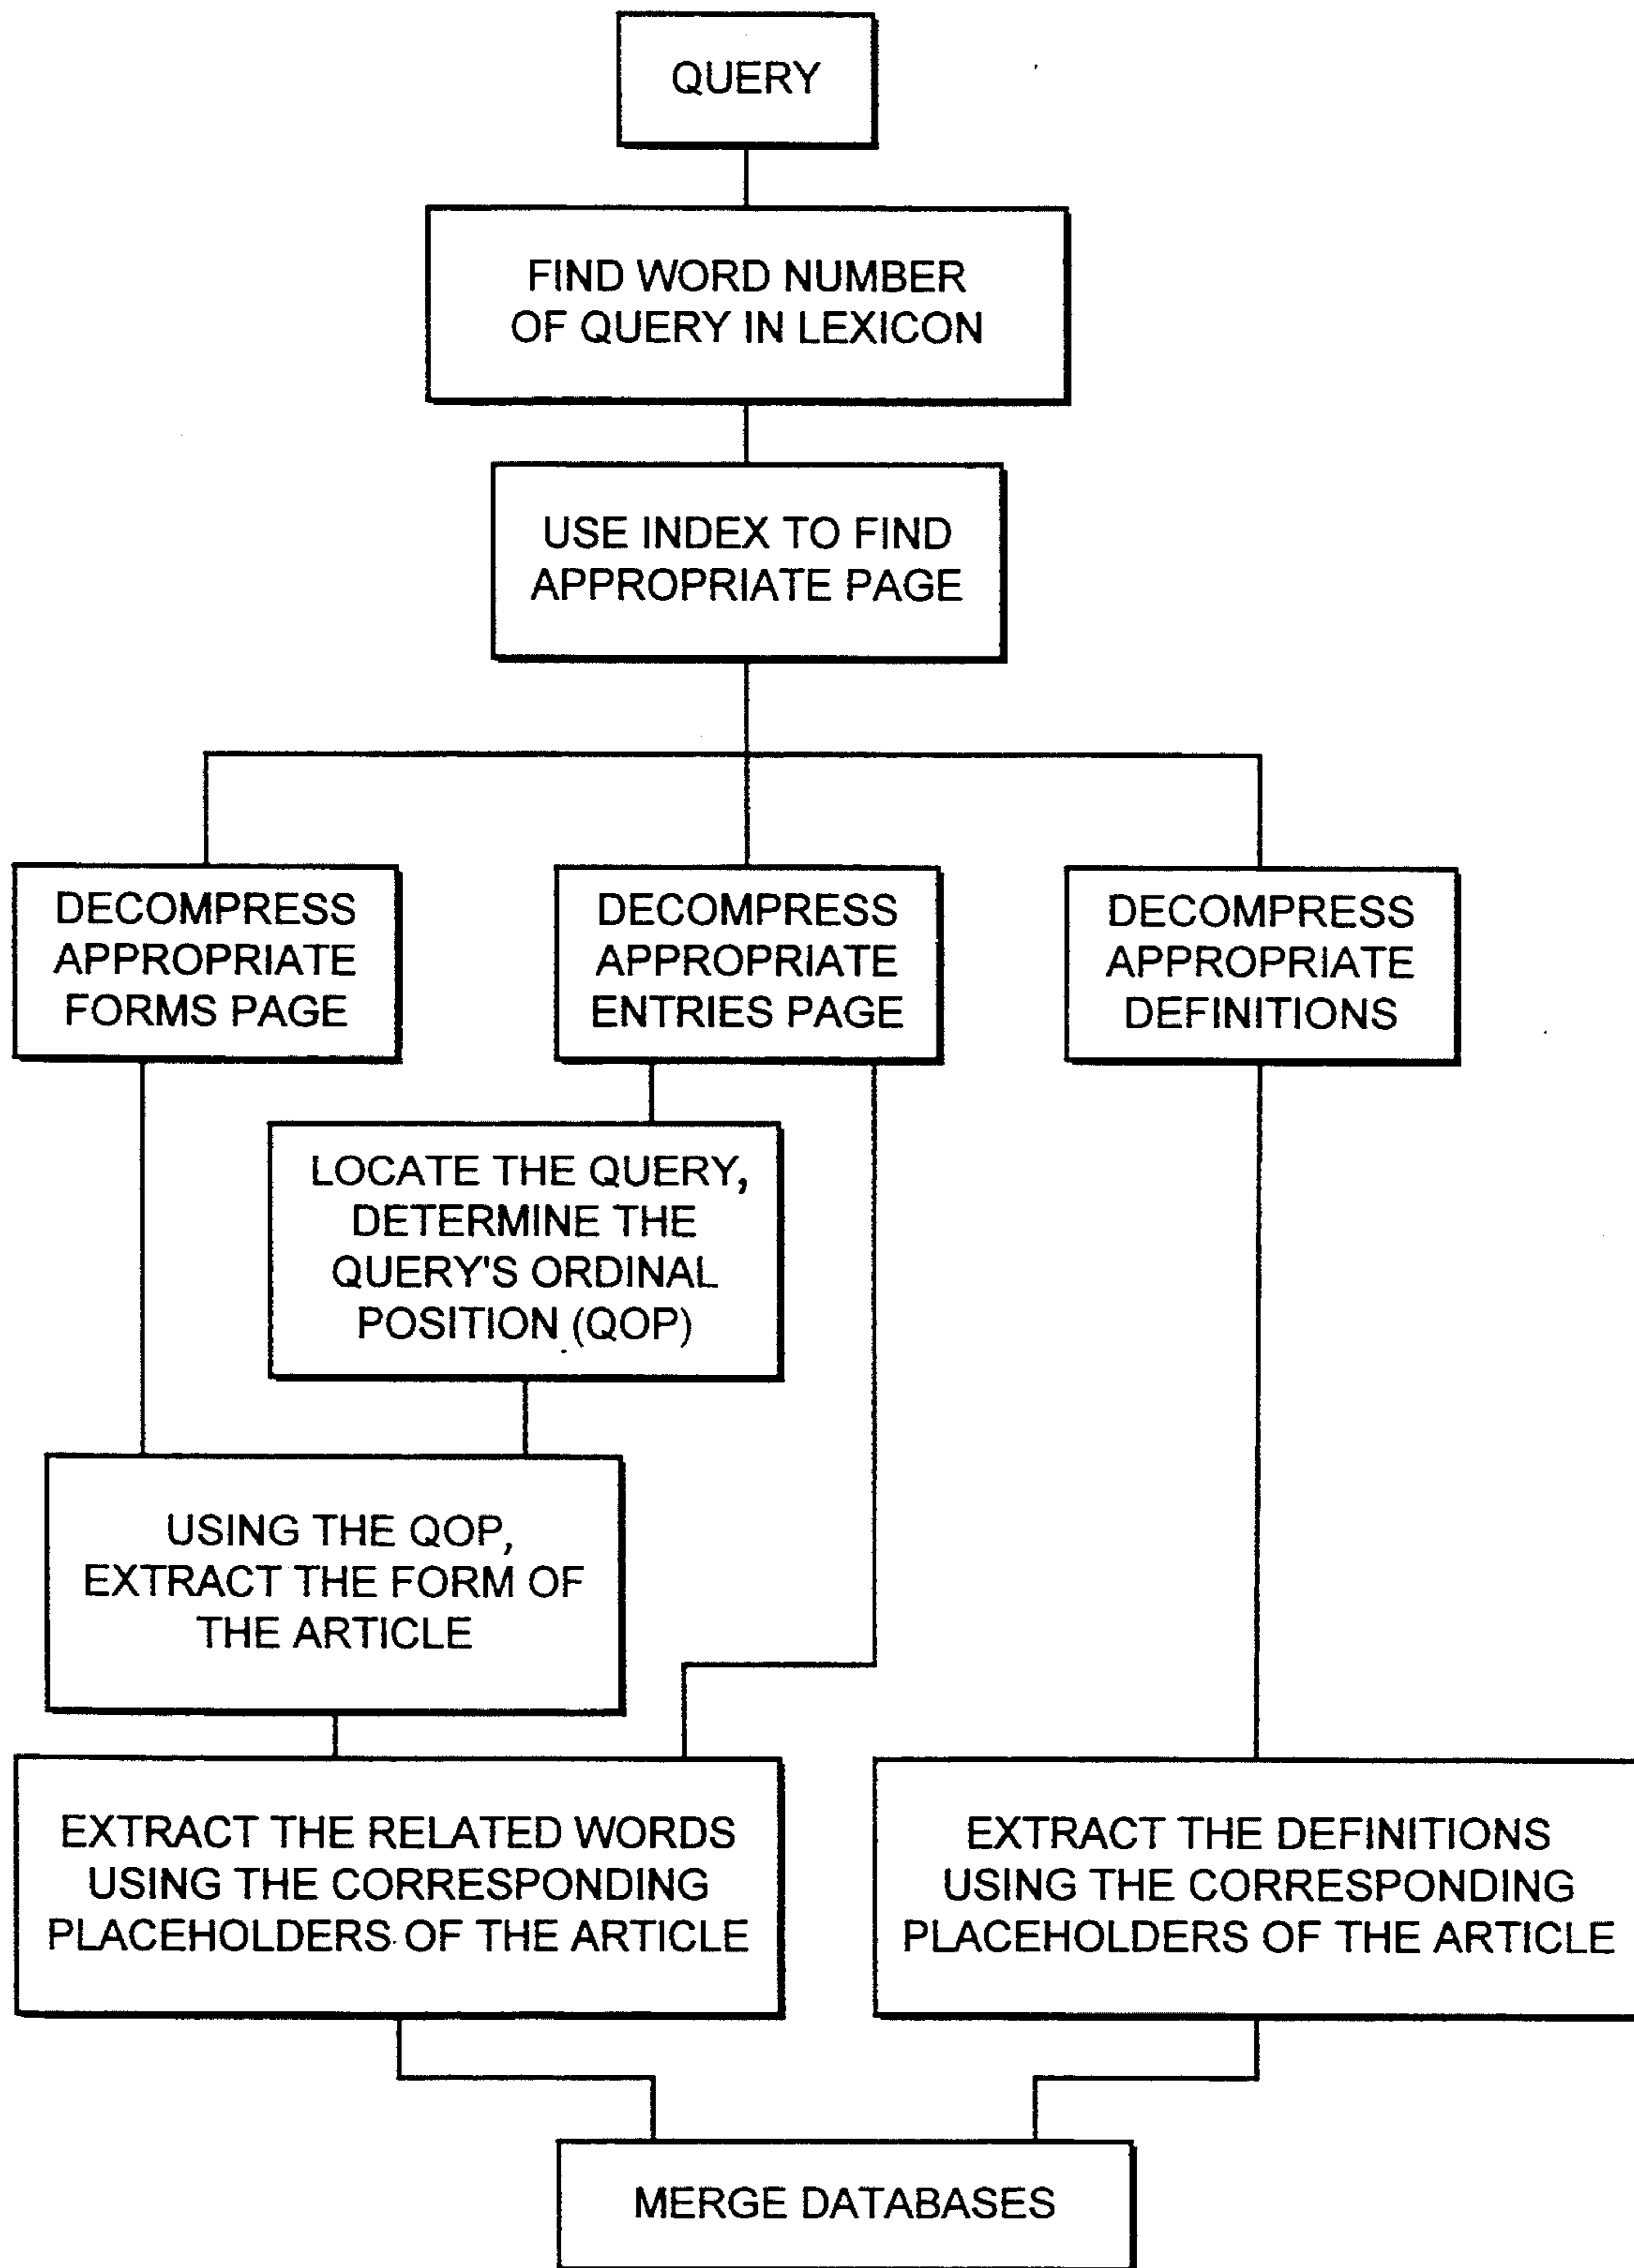 QUERY
FIND WORD NUMBER
OF QUERY IN LEXICON
USE INDEX TO FIND
APPROPRIATE PAGE
DECOMPRESS
APPROPRIATE
FORMS PAGE
DECOMPRESS
APPROPRIATE
ENTRIES PAGE
DECOMPRESS
APPROPRIATE
DEFINITIONS
LOCATE THE QUERY,
DETERMINE THE
QUERY'S ORDINAL
POSITION (QOP)
USING THE QOP,
EXTRACT THE FORM OF
THE ARTICLE
EXTRACT THE RELATED WORDS
USING THE CORRESPONDING
PLACEHOLDERS OF THE ARTICLE
EXTRACT THE DEFINITIONS
USING THE CORRESPONDING
PLACEHOLDERS OF THE ARTICLE
MERGE DATABASES